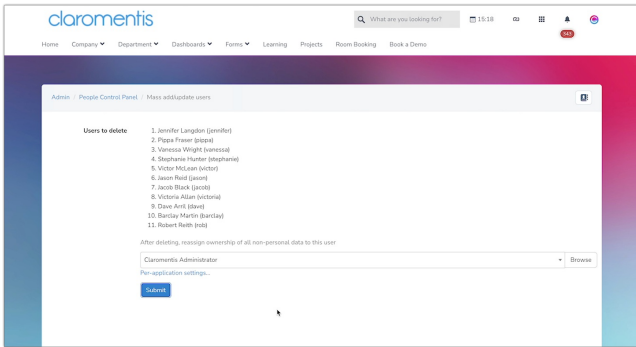 claromentis
What are you looking for?
15:18
543
Home Company Department Dashboards Forms Learning Projects Room Booking Book a Demo
Admin / People Control Panel / Mass add/update users
Users to delete
1. Jennifer Langdon (jennifer)
2. Pippa Fraser (pippa)
3. Vanessa Wright (vanessa)
4. Stephanie Hunter (stephanie)
5. Victor McLean (victor)
6. Jason Reid (jason)
7. Jacob Black (jacob)
8. Victoria Allan (victoria)
9. Dave Arril (dave)
10. Barclay Martin (barclay)
11. Robert Reith (rob)
After deleting, reassign ownership of all non-personal data to this user
Claromentis Administrator
Browse
Per-application settings...
Submit